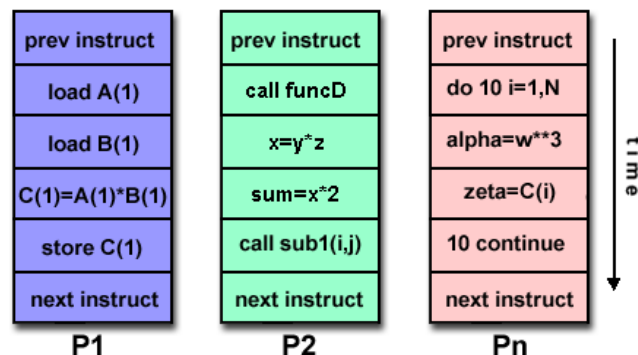 prev instruct
load A(1)
load B(1)
C(1)=A(1)*B(1)
store C(1)
next instruct
P1
prev instruct
call funcD
x=y*z
sum=x*2
call sub1(i,j)
next instruct
P2
prev instruct
do 10 i=1,N
alpha=w**3
zeta=C(i)
10 continue
next instruct
Pn
time